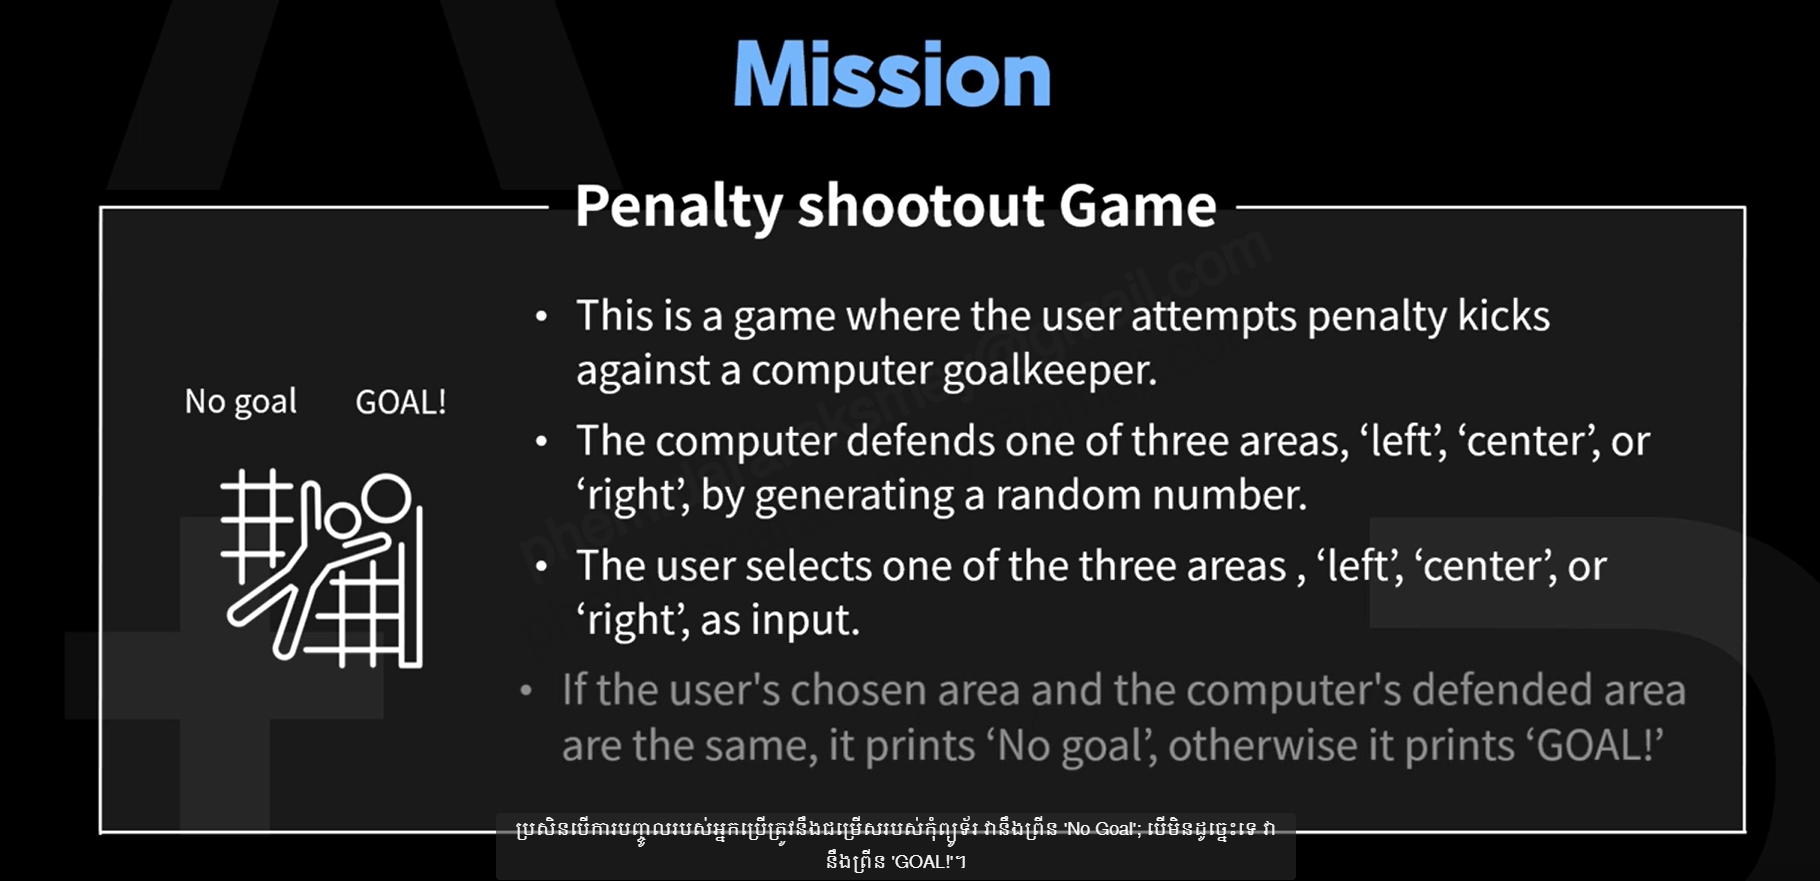 Mission
Penalty shootout Game
No goal
GOAL!
• This is a game where the user attempts penalty kicks
against a computer goalkeeper.
• The computer defends one of three areas, ‘left’, ‘center’, or
‘right’, by generating a random number.
• The user selects one of the three areas , ‘left’, ‘center’, or
‘right’, as input.
• If the user's chosen area and the computer's defended area
are the same, it prints ‘No goal’, otherwise it prints ‘GOAL!’
ប្រសិនបើការបញ្ចូលរបស់អ្នកប្រើត្រូវនឹងជម្រើសរបស់កុំព្យូទ័រ វានឹងព្រីន 'No Goal'; បើមិនដូច្នេះទេ វា
នឹងព្រីន 'GOAL!'។